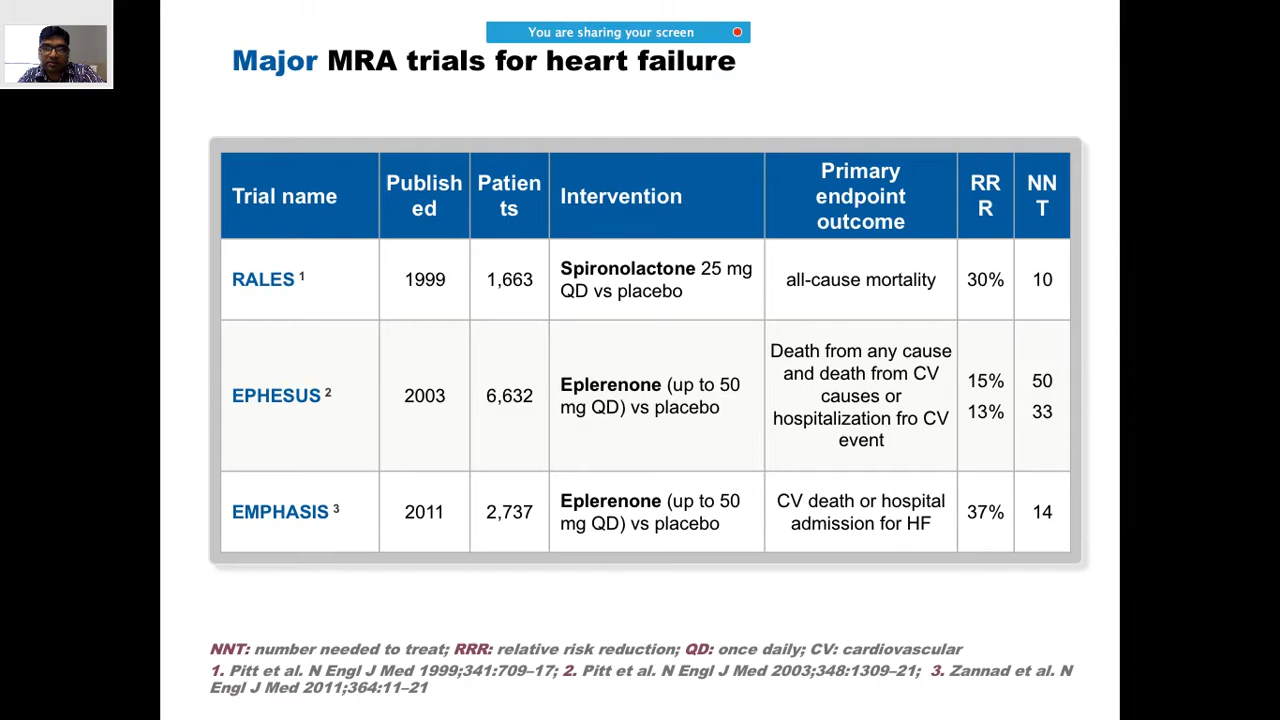 You are sharing your screen
Major MRA trials for heart failure
Trial name
Publish
ed
Patien
ts
Intervention
Primary
endpoint
outcome
RR
R
NN
T
RALES 1
1999
1,663
Spironolactone 25 mg
QD vs placebo
all-cause mortality
30%
10
EPHESUS 2
2003
6,632
Eplerenone (up to 50
mg QD) vs placebo
Death from any cause
and death from CV
causes or
hospitalization fro CV
event
15%
13%
50
33
EMPHASIS 3
2011
2,737
Eplerenone (up to 50
mg QD) vs placebo
CV death or hospital
admission for HF
37%
14
NNT: number needed to treat; RRR: relative risk reduction; QD: once daily; CV: cardiovascular
1. Pitt et al. N Engl J Med 1999;341:709–17; 2. Pitt et al. N Engl J Med 2003;348:1309–21; 3. Zannad et al. N
Engl J Med 2011;364:11–21